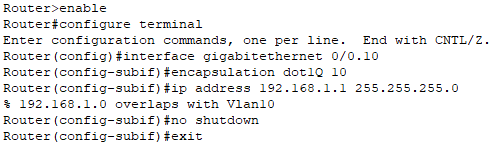 Router>enable
Router#configure terminal
Enter configuration commands, one per line.  End with CNTL/Z.
Router(config)#interface gigabitethernet 0/0.10
Router(config-subif)#encapsulation dot1Q 10
Router(config-subif)#ip address 192.168.1.1 255.255.255.0
% 192.168.1.0 overlaps with Vlan10
Router(config-subif)#no shutdown
Router(config-subif)#exit